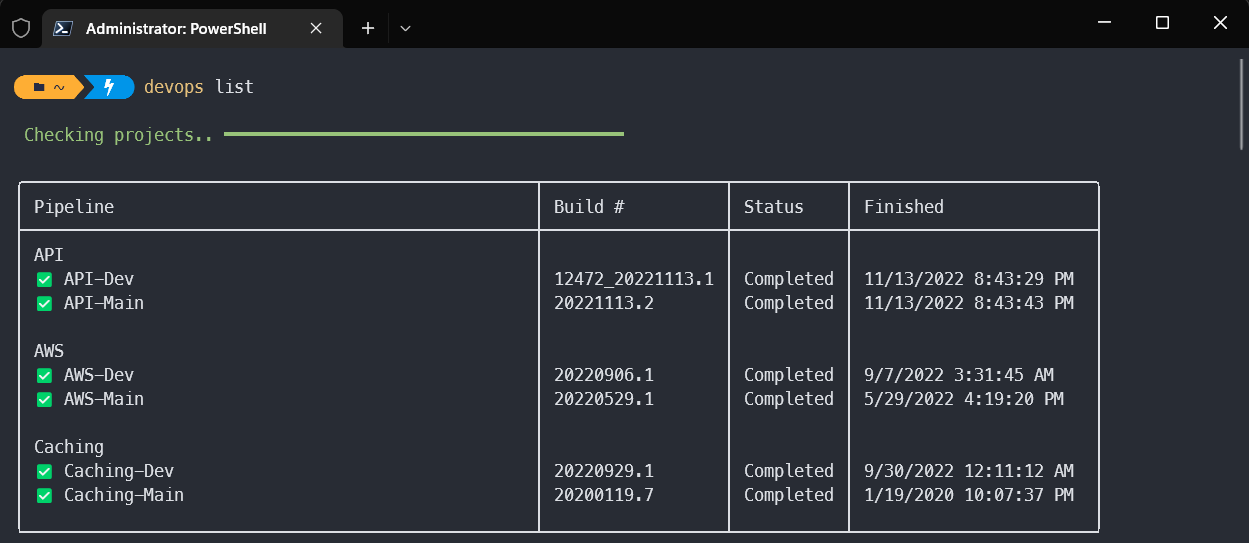 Administrator: PowerShell
~ devops list
Checking projects..
Pipeline Build # Status Finished
API
API-Dev 12472_20221113.1 Completed 11/13/2022 8:43:29 PM
API-Main 20221113.2 Completed 11/13/2022 8:43:43 PM
AWS
AWS-Dev 20220906.1 Completed 9/7/2022 3:31:45 AM
AWS-Main 20220529.1 Completed 5/29/2022 4:19:20 PM
Caching
Caching-Dev 20220929.1 Completed 9/30/2022 12:11:12 AM
Caching-Main 20200119.7 Completed 1/19/2020 10:07:37 PM